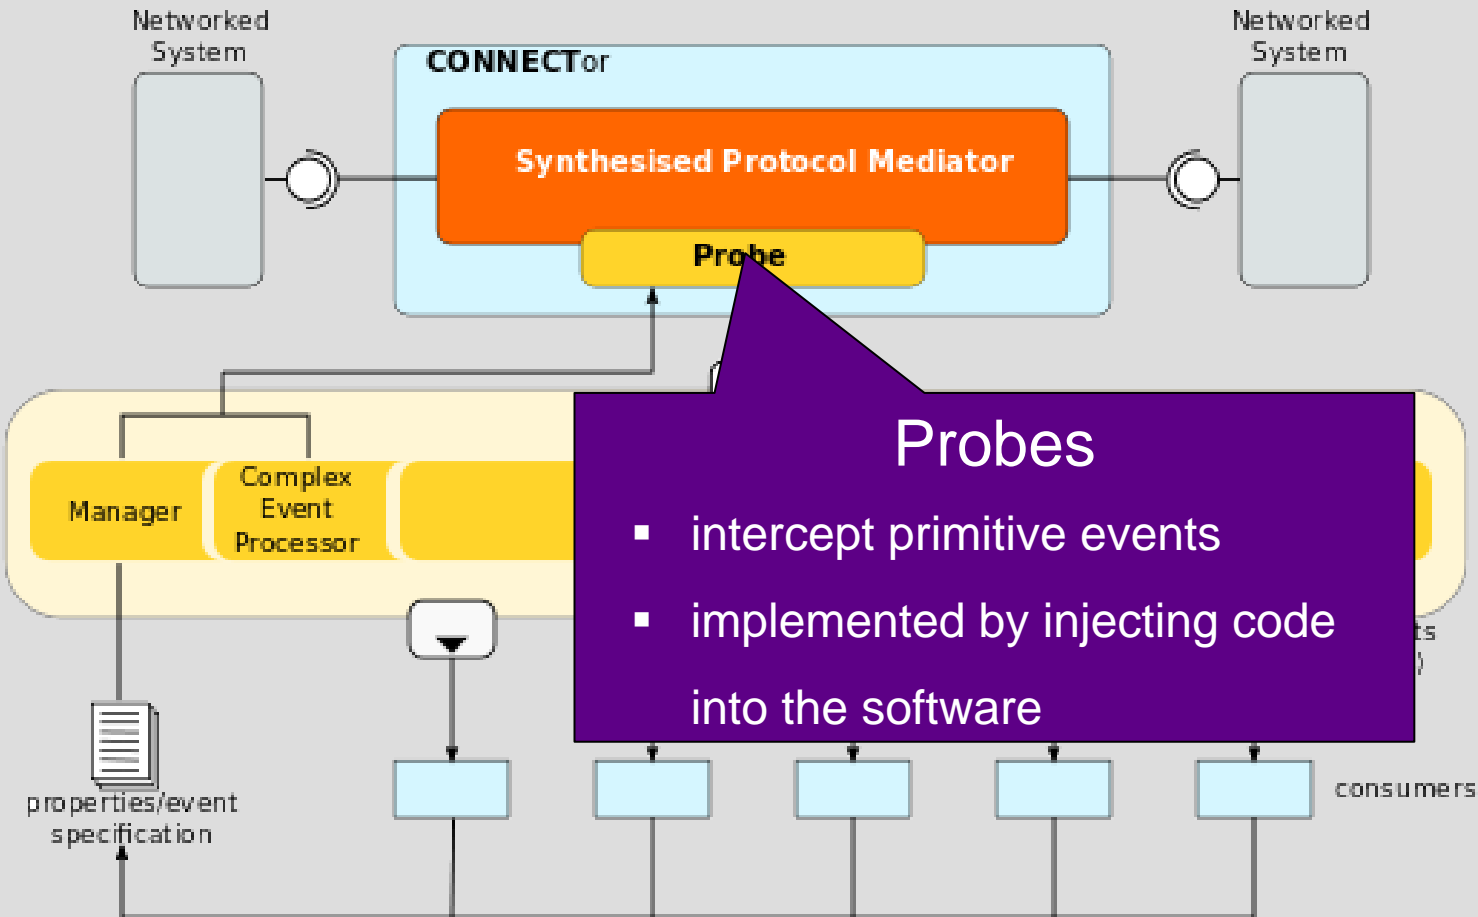 Networked
System
Networked
System
CONNECTor
Synthesised Protocol Mediator
Probe
Manager
Complex
Event
Processor
Probes
▪ intercept primitive events
▪ implemented by injecting code
into the software
ts
)
properties/event
specification
consumers